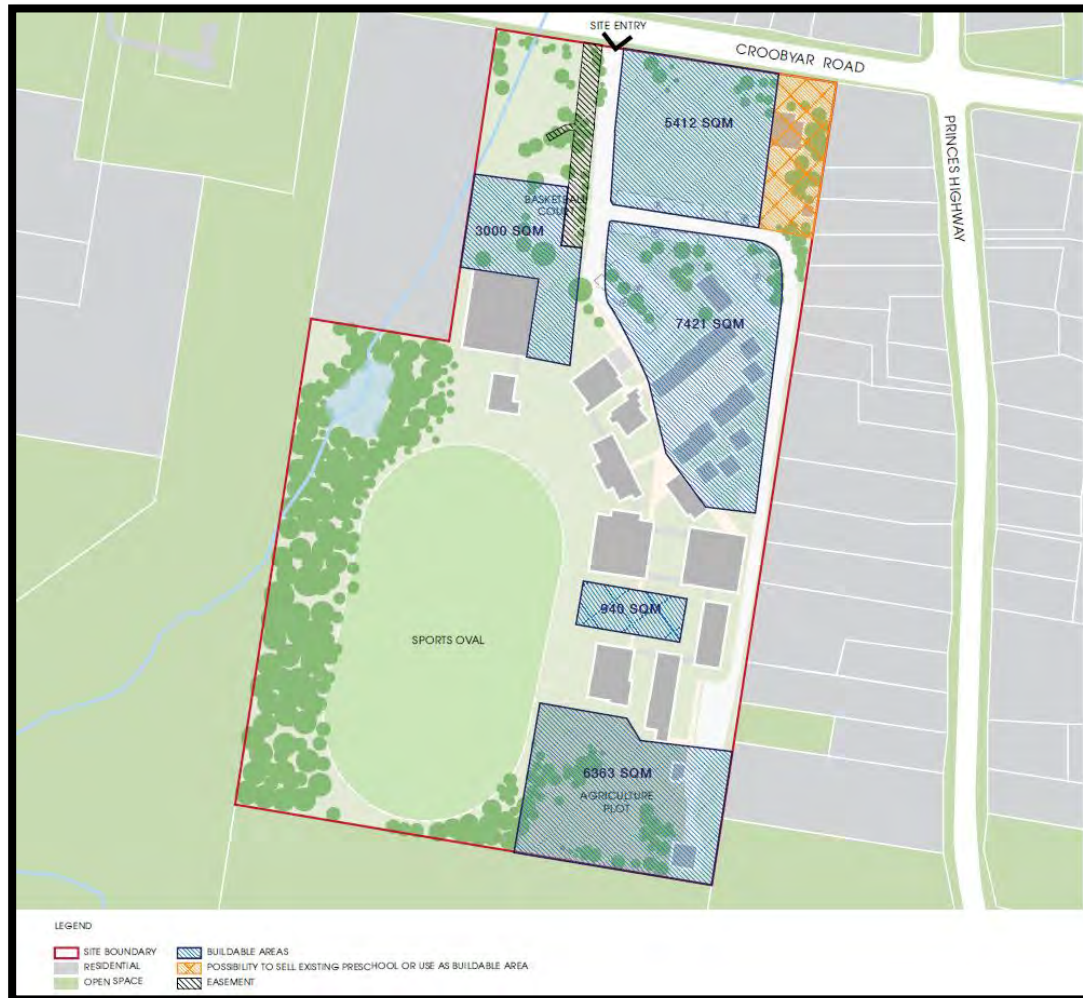 SITE ENTRY
CROOBYAR ROAD
PRINCES HIGHWAY
5412 SQM
BASKETBALL
COURT
3000 SQM
7421 SQM
940 SQM
SPORTS OVAL
6363 SQM
AGRICULTURE
PLOT
LEGEND
SITE BOUNDARY
RESIDENTIAL
OPEN SPACE
BUILDABLE AREAS
POSSIBILITY TO SELL EXISTING PRESCHOOL OR USE AS BUILDABLE AREA
EASEMENT